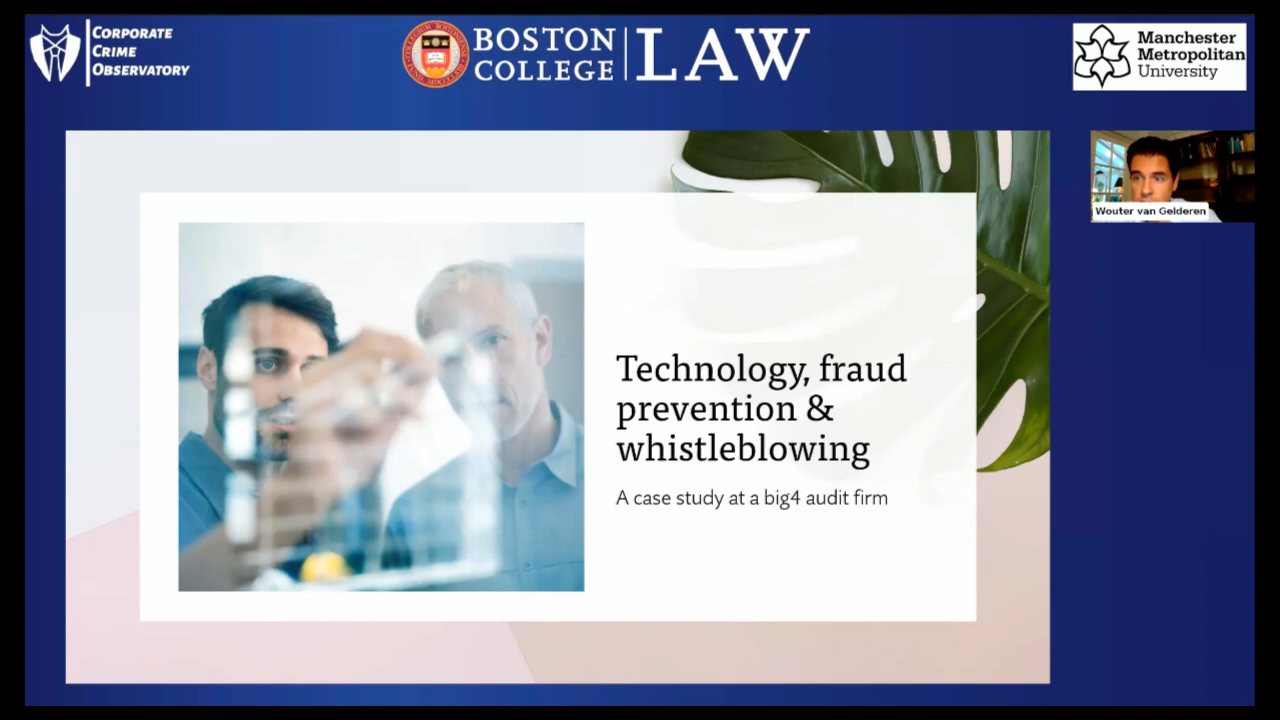 CORPORATE
CRIME
OBSERVATORY
BOSTON
COLLEGE
LAW
Manchester
Metropolitan
University
Wouter van Gelderen
Technology, fraud
prevention &
whistleblowing
A case study at a big4 audit firm